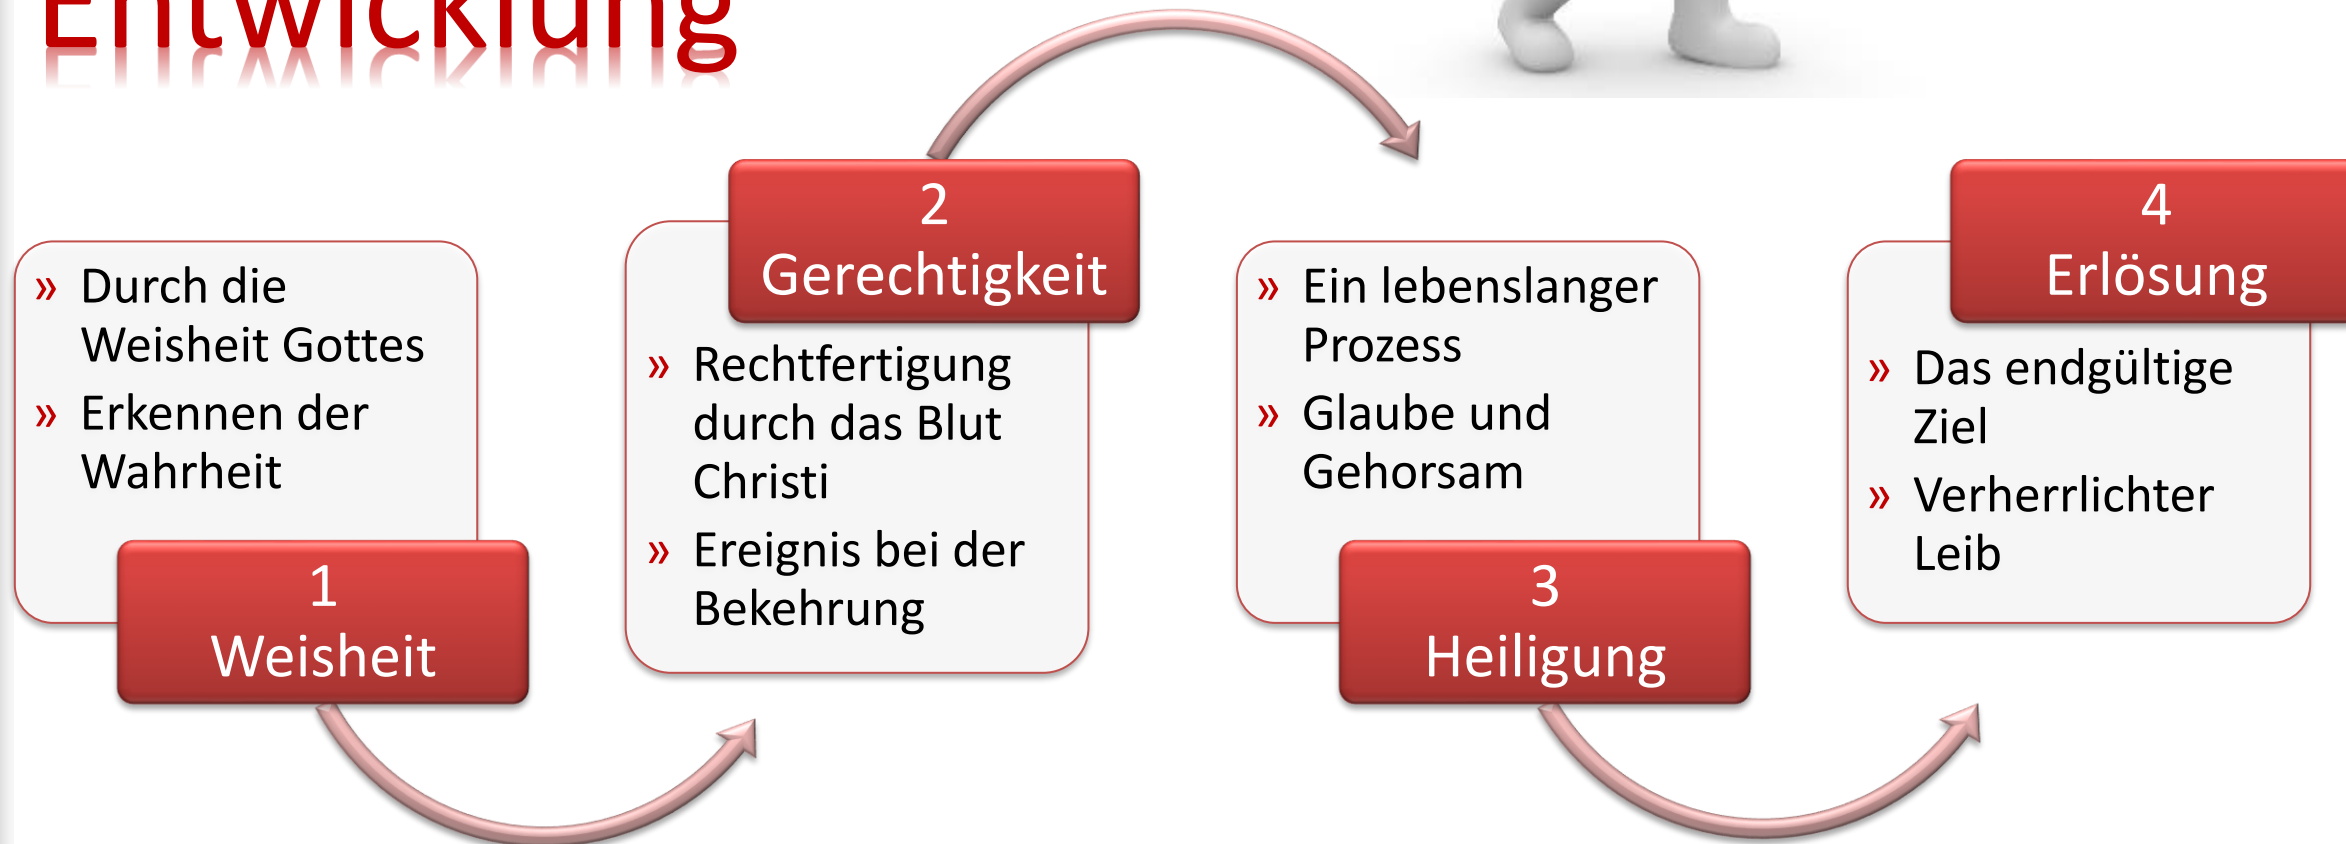 Entwicklung
» Durch die
Weisheit Gottes
» Erkennen der
Wahrheit
1
Weisheit
2
Gerechtigkeit
» Rechtfertigung
durch das Blut
Christi
» Ereignis bei der
Bekehrung
» Ein lebenslanger
Prozess
» Glaube und
Gehorsam
3
Heiligung
4
Erlösung
» Das endgültige
Ziel
» Verherrlichter
Leib